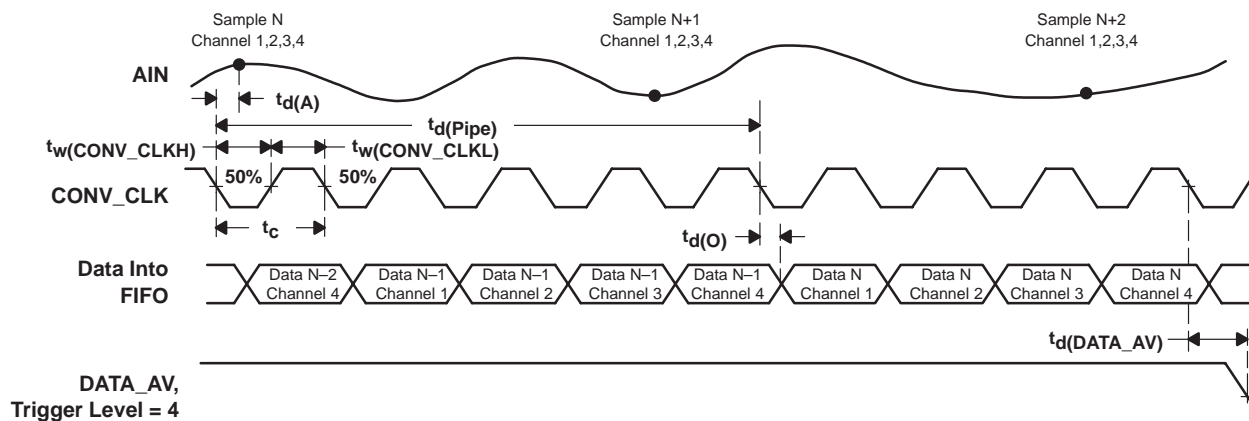 Sample N
Channel 1,2,3,4
Sample N+1
Channel 1,2,3,4
Sample N+2
Channel 1,2,3,4
AIN
td(A)
td(Pipe)
tw(CONV_CLKH)
tw(CONV_CLKL)
50%
50%
CONV_CLK
tc
td(O)
Data Into
FIFO
Data N–2
Channel 4
Data N–1
Channel 1
Data N–1
Channel 2
Data N–1
Channel 3
Data N–1
Channel 4
Data N
Channel 1
Data N
Channel 2
Data N
Channel 3
Data N
Channel 4
td(DATA_AV)
DATA_AV,
Trigger Level = 4